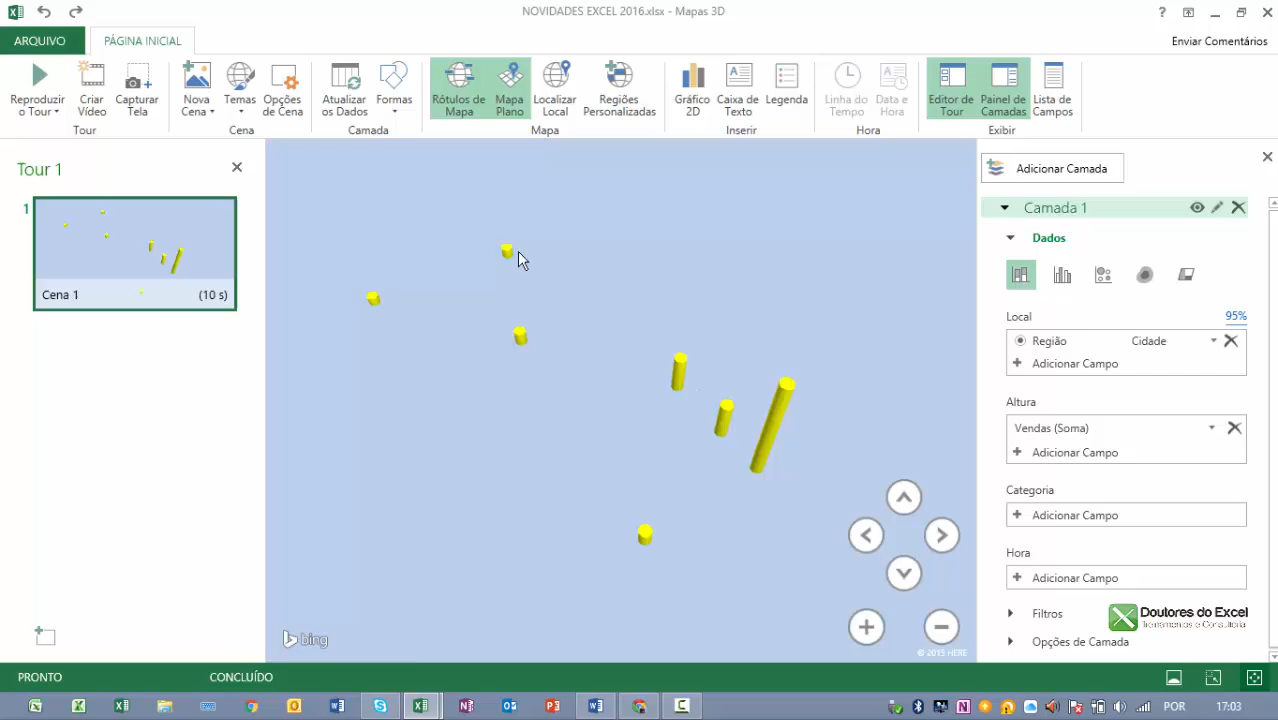 NOVIDADES EXCEL 2016.xlsx - Mapas 3D
?
ARQUIVO
PÁGINA INICIAL
Enviar Comentários
Reproduzir
o Tour
Criar
Vídeo
Capturar
Tela
Nova
Cena
Temas
Opções
de Cena
Atualizar
os Dados
Formas
Rótulos de
Mapa
Mapa
Plano
Localizar
Local
Regiões
Personalizadas
Gráfico
2D
Caixa de
Texto
Legenda
Linha do
Tempo
Data e
Hora
Editor de
Tour
Painel de
Camadas
Lista de
Campos
Tour
Cena
Camada
Mapa
Inserir
Hora
Exibir
Tour 1
1
Cena 1
(10 s)
bing
© 2015 HERE
Adicionar Camada
Camada 1
Dados
Local
95%
Região
Cidade
Adicionar Campo
Altura
Vendas (Soma)
Adicionar Campo
Categoria
Adicionar Campo
Hora
Adicionar Campo
Filtros
Doutores do Excel
Treinamentos e Consultoria
Opções de Camada
PRONTO
CONCLUÍDO
POR
17:03